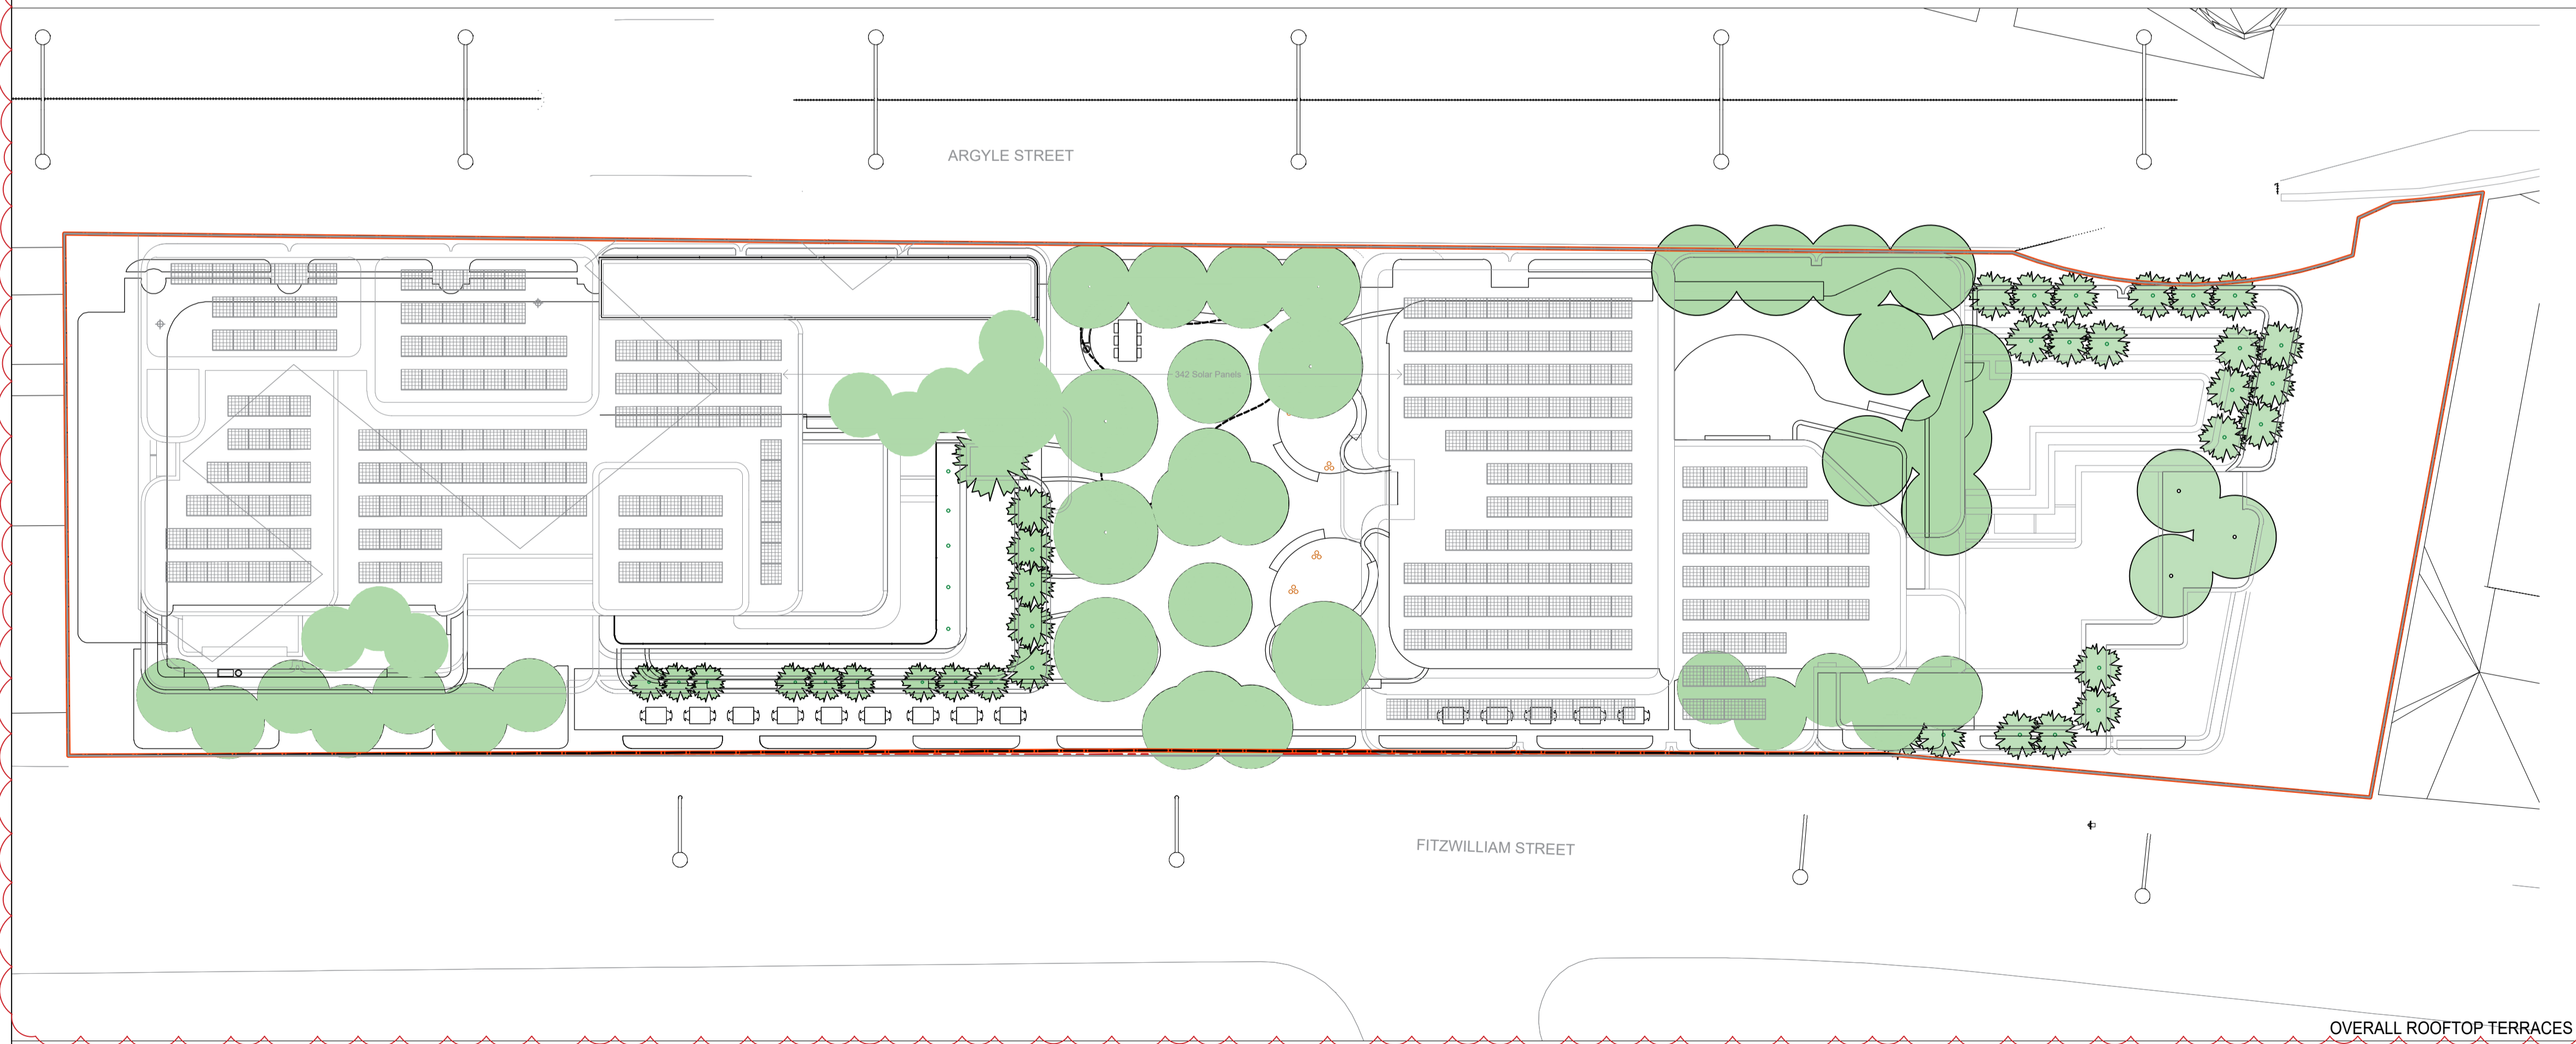 ARGYLE STREET
342 Solar Panels
FITZWILLIAM STREET
OVERALL ROOFTOP TERRACES